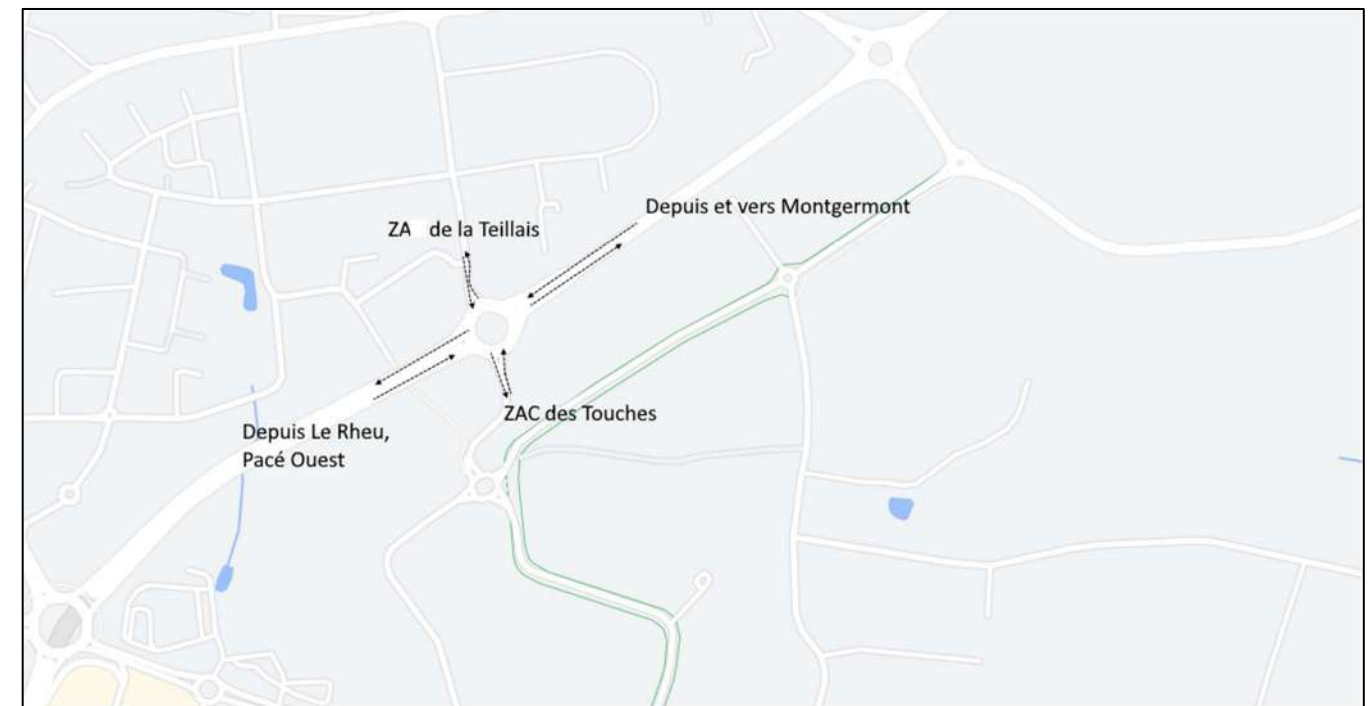 Depuis et vers Montgermont
ZA de la Teillais
ZAC des Touches
Depuis Le Rheu,
Pacé Ouest